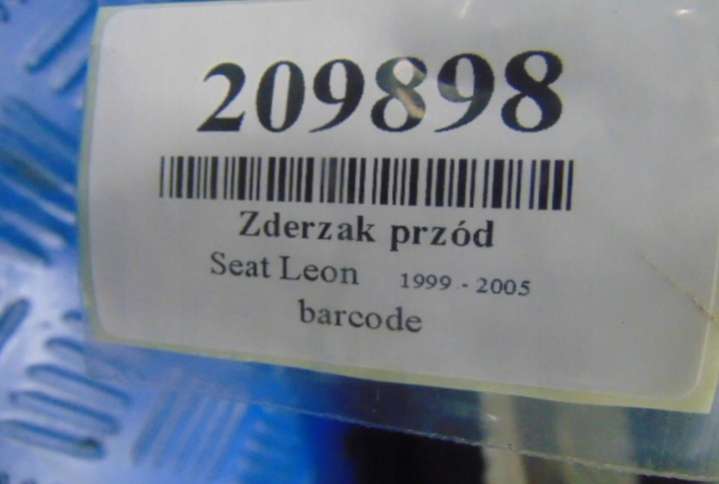 209898
Zderzak przód
Seat Leon 1999 - 2005
barcode